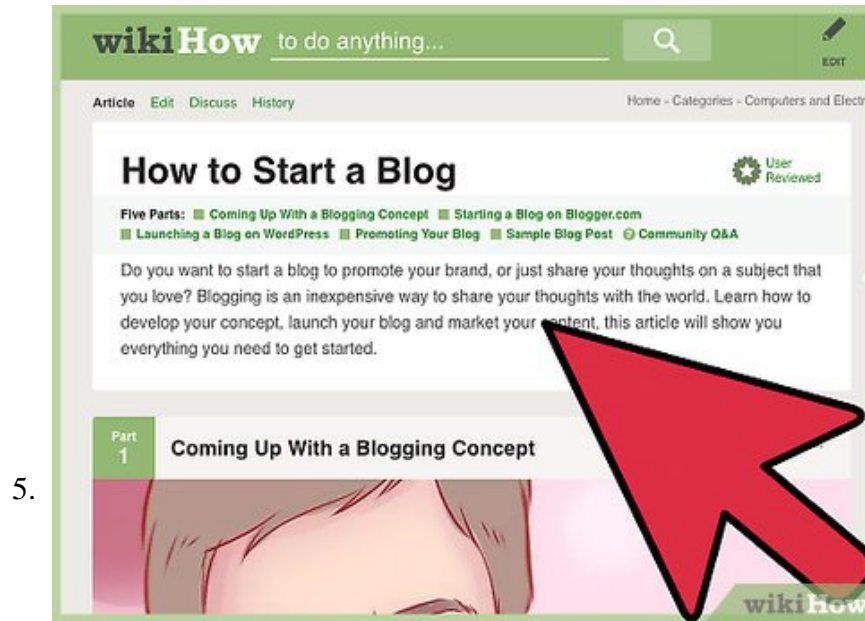 wikiHow to do anything...
EDIT
Article Edit Discuss History
Home - Categories - Computers and Electr
How to Start a Blog
User
Reviewed
Five Parts: Coming Up With a Blogging Concept Starting a Blog on Blogger.com
Launching a Blog on WordPress Promoting Your Blog Sample Blog Post Community Q&A
Do you want to start a blog to promote your brand, or just share your thoughts on a subject that
you love? Blogging is an inexpensive way to share your thoughts with the world. Learn how to
develop your concept, launch your blog and market your content, this article will show you
everything you need to get started.
Part
1
Coming Up With a Blogging Concept
5.
wikiHow